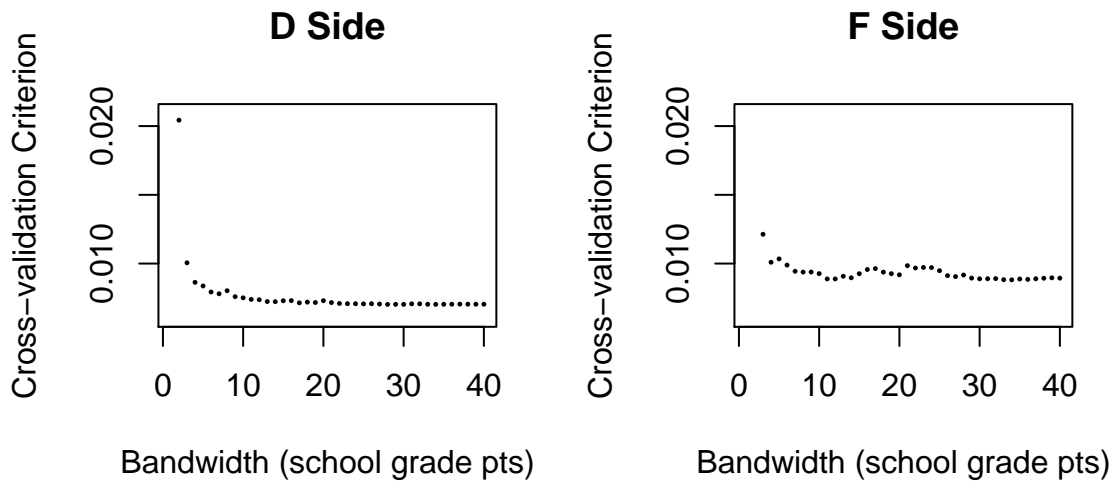 D Side
Cross−validation Criterion
0.020
0.010
0 10 20 30 40
Bandwidth (school grade pts)
F Side
Cross−validation Criterion
0.020
0.010
0 10 20 30 40
Bandwidth (school grade pts)